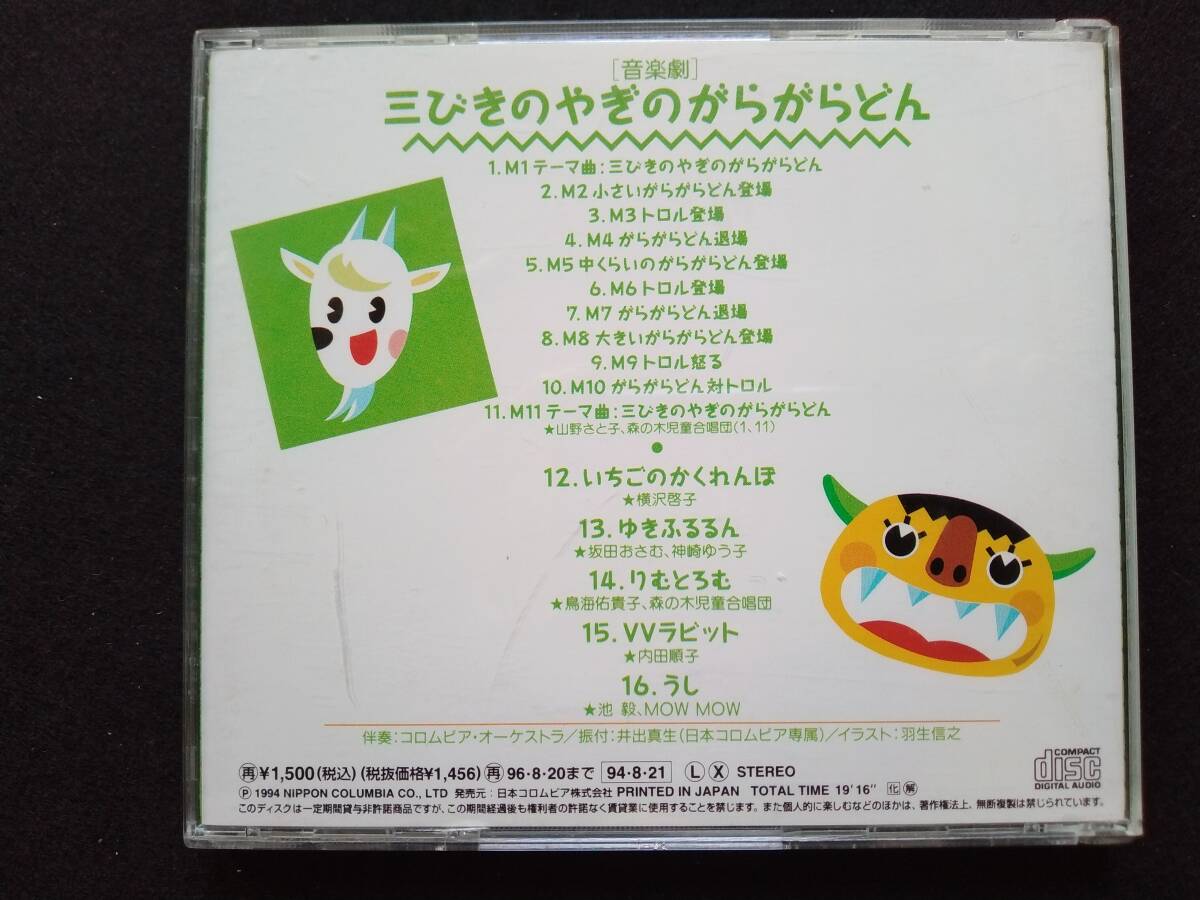 ［音楽劇］
三びきのやぎのがらがらどん
1. M1 テーマ曲：三びきのやぎのがらがらどん
2. M2 小さいがらがらどん登場
3. M3 トロル登場
4. M4 がらがらどん退場
5. M5 中くらいのがらがらどん登場
6. M6 トロル登場
7. M7 がらがらどん退場
8. M8 大きいがらがらどん登場
9. M9 トロル怒る
10. M10 がらがらどん対トロル
11. M11 テーマ曲：三びきのやぎのがらがらどん
★山野さと子、森の木児童合唱団(1、11)
12. いちごのかくれんぼ
★横沢啓子
13. ゆきふるるん
★坂田おさむ、神崎ゆう子
14. りむとろむ
★鳥海佑貴子、森の木児童合唱団
15. VVラビット
★内田順子
16. うし
★池 毅、MOW MOW
伴奏：コロムビア・オーケストラ／振付：井出真生(日本コロムビア専属)／イラスト：羽生信之
再¥1,500(税込)(税抜価格¥1,456) 再96・8・20まで 94・8・21 L X STEREO
Ⓟ1994 NIPPON COLUMBIA CO., LTD 発売元：日本コロムビア株式会社 PRINTED IN JAPAN TOTAL TIME 19'16" 化 解
このディスクは一定期間貸与非許諾商品ですが、この期間経過後も権利者の許諾なく賃貸業に使用することを禁じます。また個人的に楽しむなどのほかは、著作権法上、無断複製は禁じられています。
COMPACT
disc
DIGITAL AUDIO